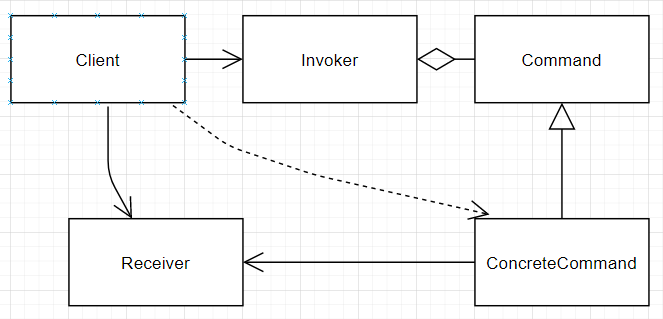 Client
Invoker
Command
Receiver
ConcreteCommand